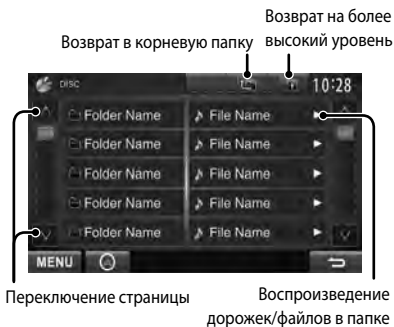 Возврат на более
высокий уровень
Возврат в корневую папку
DISC 10:28
Folder Name File Name
Folder Name File Name
Folder Name File Name
Folder Name File Name
Folder Name File Name
MENU
Переключение страницы
Воспроизведение
дорожек/файлов в папке